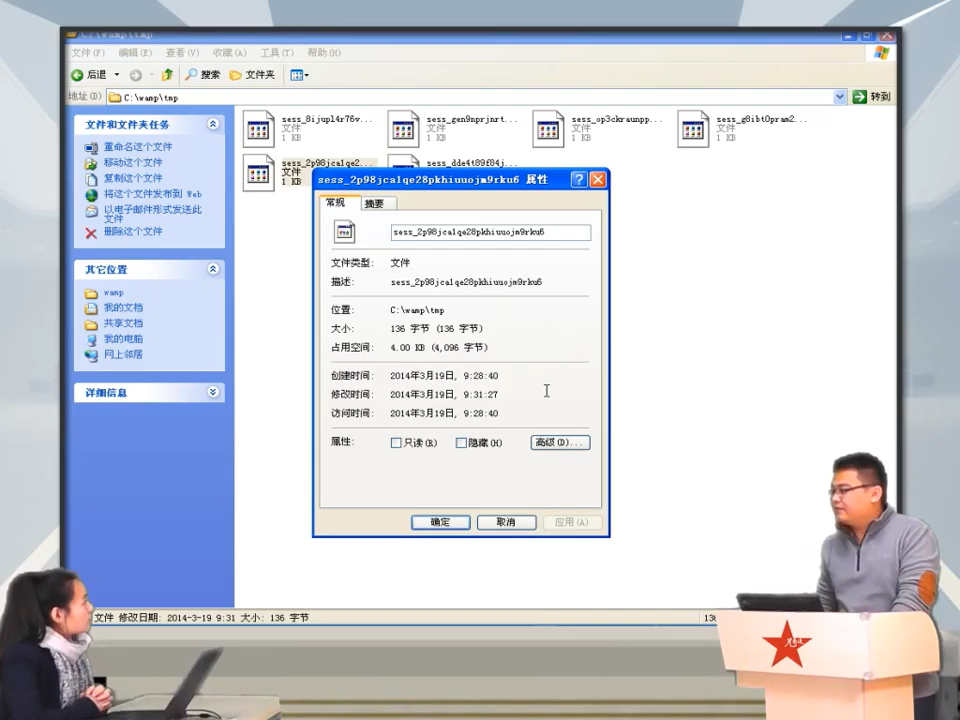 C:\wamp\tmp
文件(F) 编辑(E) 查看(V) 收藏(A) 工具(T) 帮助(H)
后退 搜索 文件夹
地址(D) C:\wamp\tmp 转到
文件和文件夹任务
重命名这个文件
移动这个文件
复制这个文件
将这个文件发布到 Web
以电子邮件形式发送此
文件
删除这个文件
其它位置
wamp
我的文档
共享文档
我的电脑
网上邻居
详细信息
sess_8ijupl4r76v...
文件
1 KB
sess_gen9nprjnrt...
文件
1 KB
sess_op3ckraunpp...
文件
1 KB
sess_g8ibt0pram2...
文件
1 KB
sess_2p98jcalqe2...
文件
1 KB
sess_dde4t89f84j...
sess_2p98jcalqe28pkhiuuojm9rku6 属性
常规 摘要
sess_2p98jcalqe28pkhiuuojm9rku6
文件类型: 文件
描述: sess_2p98jcalqe28pkhiuuojm9rku6
位置: C:\wamp\tmp
大小: 136 字节 (136 字节)
占用空间: 4.00 KB (4,096 字节)
创建时间: 2014年3月19日, 9:28:40
修改时间: 2014年3月19日, 9:31:27
访问时间: 2014年3月19日, 9:28:40
属性: 只读(R) 隐藏(H) 高级(D)...
确定 取消 应用(A)
文件 修改日期: 2014-3-19 9:31 大小: 136 字节